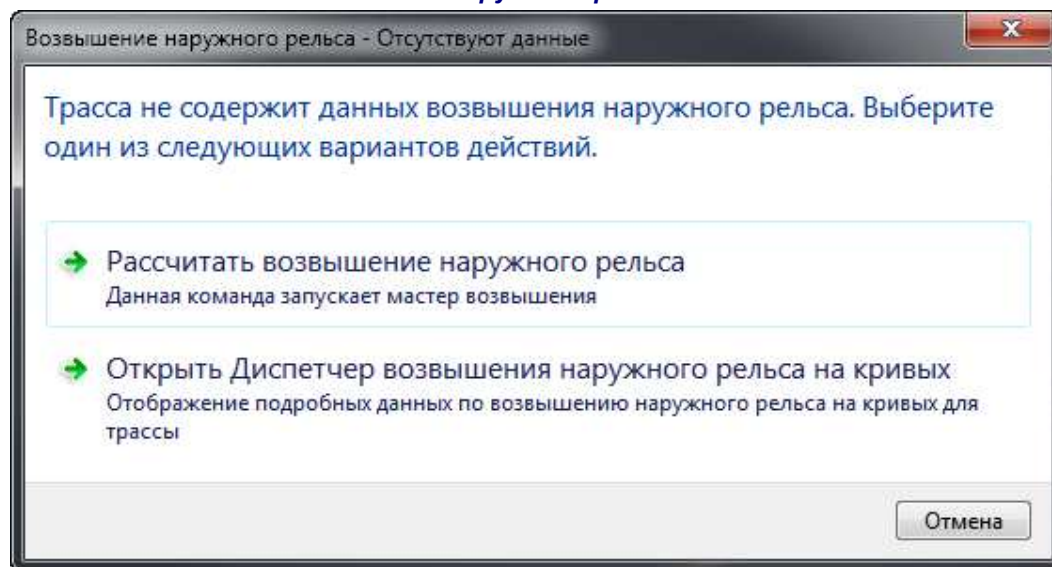 Возвышение наружного рельса - Отсутствуют данные
Трасса не содержит данных возвышения наружного рельса. Выберите
один из следующих вариантов действий.
Рассчитать возвышение наружного рельса
Данная команда запускает мастер возвышения
Открыть Диспетчер возвышения наружного рельса на кривых
Отображение подробных данных по возвышению наружного рельса на кривых для
трассы
Отмена